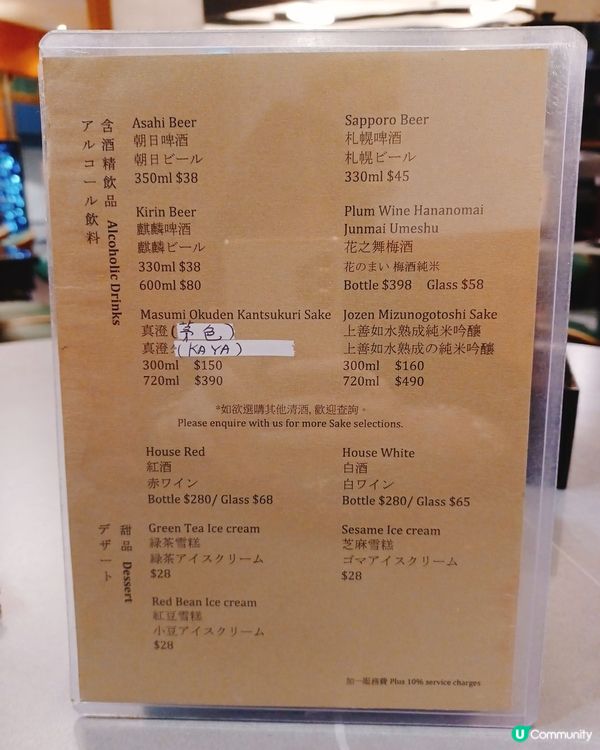 含酒精飲品 Alcoholic Drinks
アルコール飲料
Asahi Beer
朝日啤酒
朝日ビール
350ml $38
Sapporo Beer
札幌啤酒
札幌ビール
330ml $45
Kirin Beer
麒麟啤酒
麒麟ビール
330ml $38
600ml $80
Plum Wine Hananomai
Junmai Umeshu
花之舞梅酒
花のまい 梅酒純米
Bottle $398 Glass $58
Masumi Okuden Kantsukuri Sake
真澄(茅色)
真澄(KAYA)
300ml $150
720ml $390
Jozen Mizunogotoshi Sake
上善如水熟成純米吟釀
上善如水熟成の純米吟釀
300ml $160
720ml $490
*如欲選購其他清酒, 歡迎查詢。
Please enquire with us for more Sake selections.
House Red
紅酒
赤ワイン
Bottle $280/ Glass $68
House White
白酒
白ワイン
Bottle $280/ Glass $65
甜品 Dessert
デザート
Green Tea Ice cream
緑茶雪糕
緑茶アイスクリーム
$28
Sesame Ice cream
芝麻雪糕
ゴマアイスクリーム
$28
Red Bean Ice cream
紅豆雪糕
小豆アイスクリーム
$28
加一服務費 Plus 10% service charges
U Community